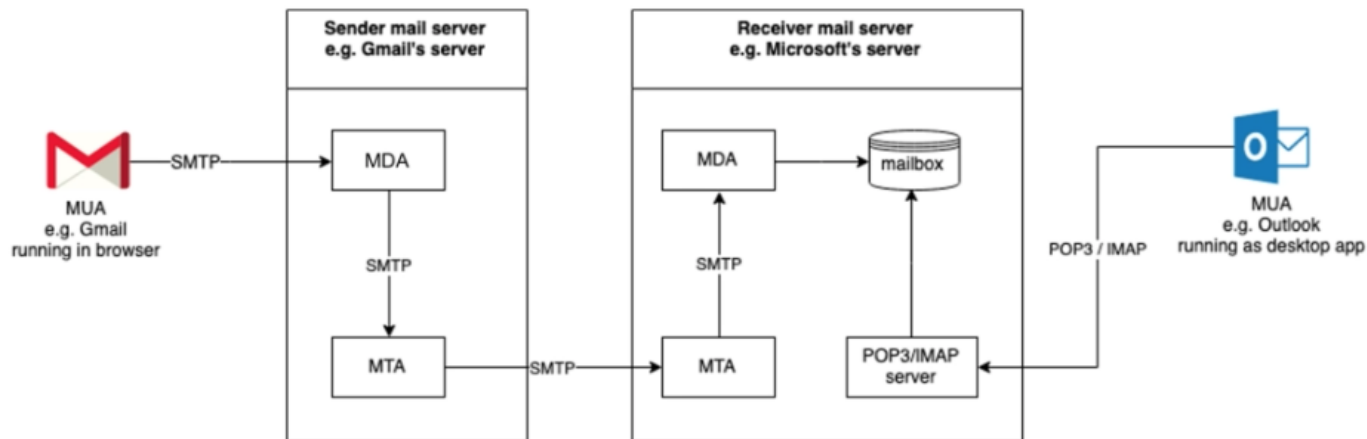 Sender mail server
e.g. Gmail's server
Receiver mail server
e.g. Microsoft's server
SMTP
MDA
MDA
mailbox
O
MUA
e.g. Gmail
running in browser
MUA
e.g. Outlook
running as desktop app
SMTP
SMTP
POP3 / IMAP
MTA
SMTP
MTA
POP3/IMAP
server